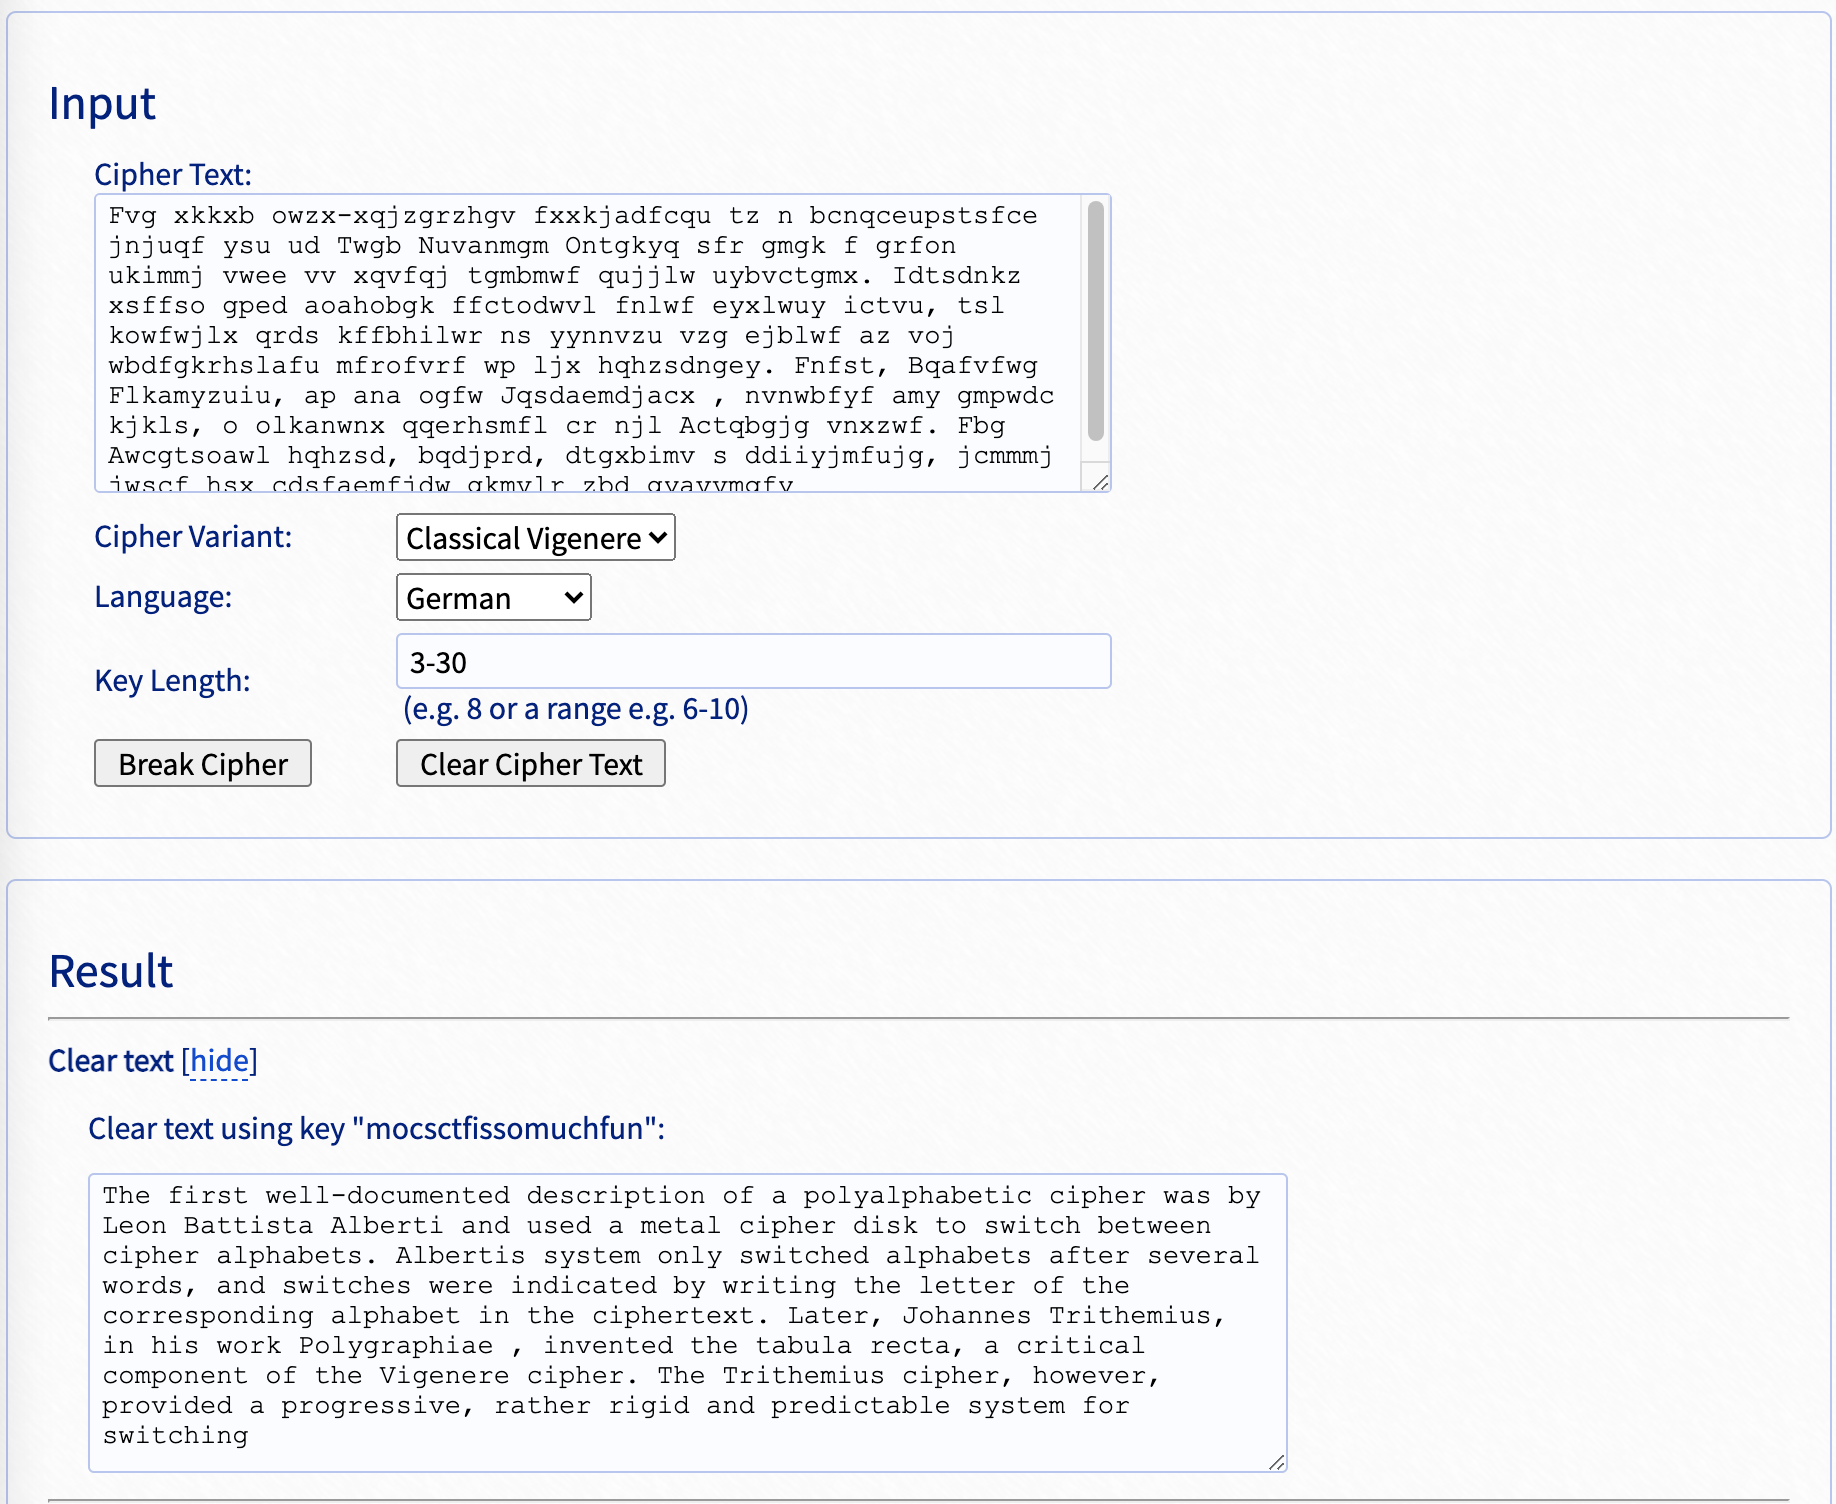 Input
Cipher Text:
Fvg xkkxb owzx-xqjzgrzhgv fxxkjadfcqu tz n bcnqceupstsfce
jnjuqf ysu ud Twgb Nuvanmgm Ontgkyq sfr gmgk f grfon
ukimmj vwee vv xqvfqj tgmbmwf qujjlw uybvctgmx. Idtsdnkz
xsffso gped aoahobgk ffctodwvl fnlwf eyxlwuy ictvu, tsl
kowfwjlx qrds kffbhilwr ns yynnvzu vzg ejblwf az voj
wbdfgkrhslafu mfrofvrf wp ljx hqhzsdngey. Fnfst, Bqafvfwg
Flkamyzuiu, ap ana ogfw Jqsdaemdjacx , nvnwbfyf amy gmpwdc
kjkls, o olkanwnx qqerhsmfl cr njl Actqbgjg vnxzwf. Fbg
Awcgtsoawl hqhzsd, bqdjprd, dtgxbimv s ddiiyjmfujg, jcmmmj
jwscf hsx cdsfaemfjdw gkmylr zbd gyayymgfv
Cipher Variant:
Classical Vigenere
Language:
German
Key Length:
3-30
(e.g. 8 or a range e.g. 6-10)
Break Cipher
Clear Cipher Text
Result
Clear text [hide]
Clear text using key "mocsctfissomuchfun":
The first well-documented description of a polyalphabetic cipher was by
Leon Battista Alberti and used a metal cipher disk to switch between
cipher alphabets. Albertis system only switched alphabets after several
words, and switches were indicated by writing the letter of the
corresponding alphabet in the ciphertext. Later, Johannes Trithemius,
in his work Polygraphiae , invented the tabula recta, a critical
component of the Vigenere cipher. The Trithemius cipher, however,
provided a progressive, rather rigid and predictable system for
switching